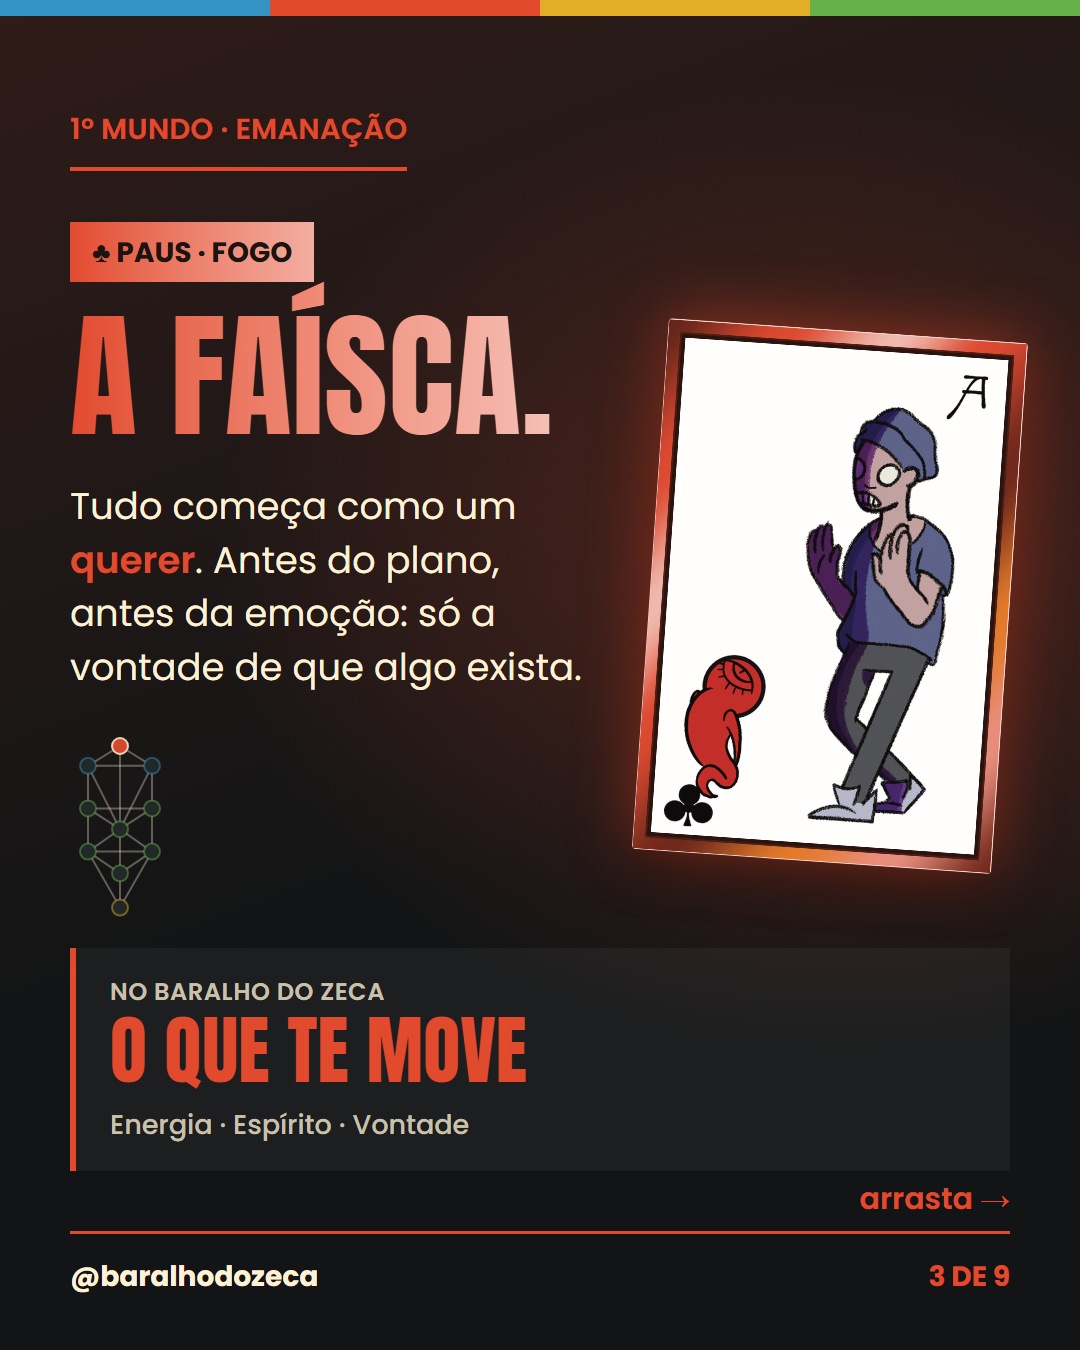 1º MUNDO · EMANAÇÃO
♣ PAUS · FOGO
A FAÍSCA.
Tudo começa como um
querer. Antes do plano,
antes da emoção: só a
vontade de que algo exista.
A
NO BARALHO DO ZECA
O QUE TE MOVE
Energia · Espírito · Vontade
arrasta →
@baralhodozeca
3 DE 9